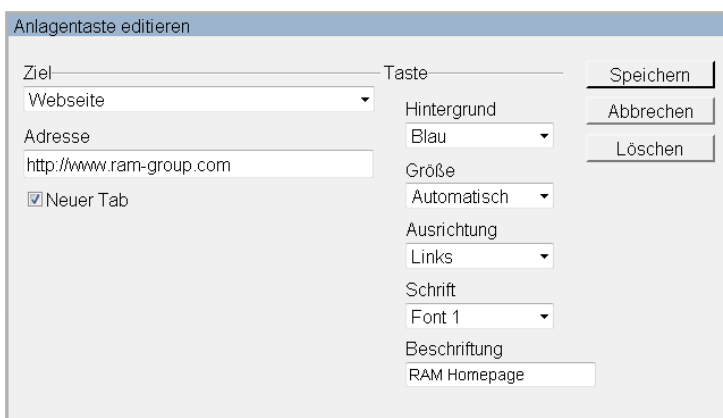 Anlagentaste editieren
Ziel
Webseite
Adresse
http://www.ram-group.com
Neuer Tab
Taste
Hintergrund
Blau
Größe
Automatisch
Ausrichtung
Links
Schrift
Font 1
Beschriftung
RAM Homepage
Speichern
Abbrechen
Löschen